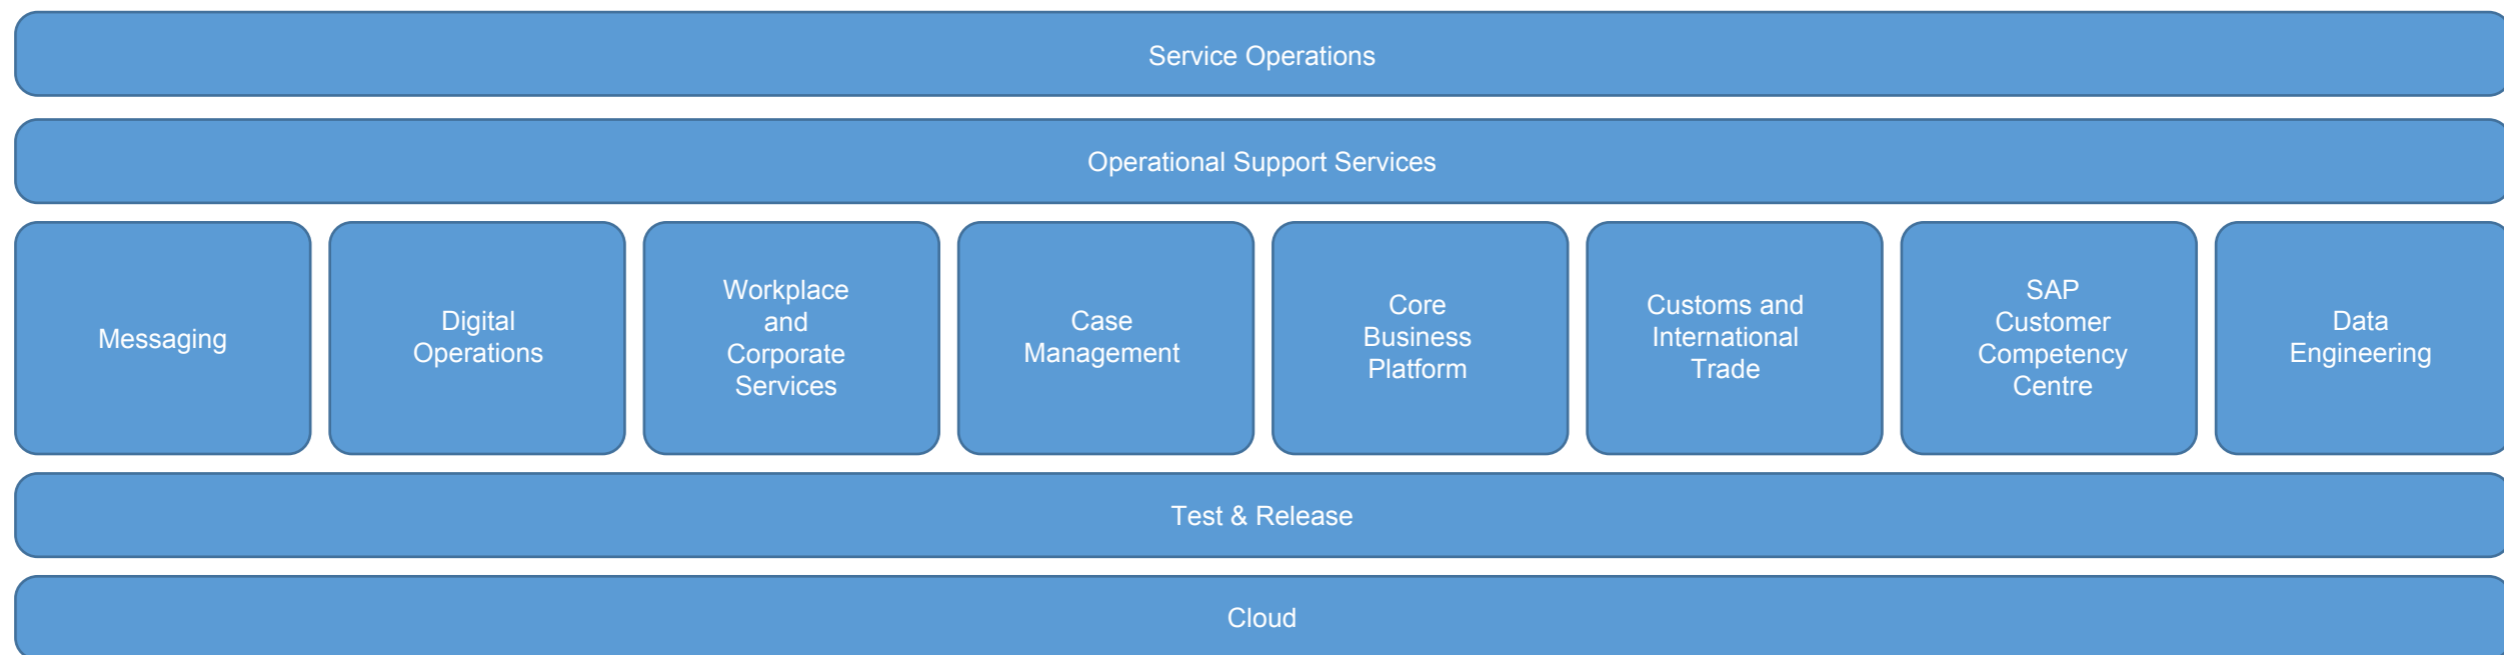 Service Operations
Operational Support Services
Messaging
Digital
Operations
Workplace
and
Corporate
Services
Case
Management
Core
Business
Platform
Customs and
International
Trade
SAP
Customer
Competency
Centre
Data
Engineering
Test & Release
Cloud